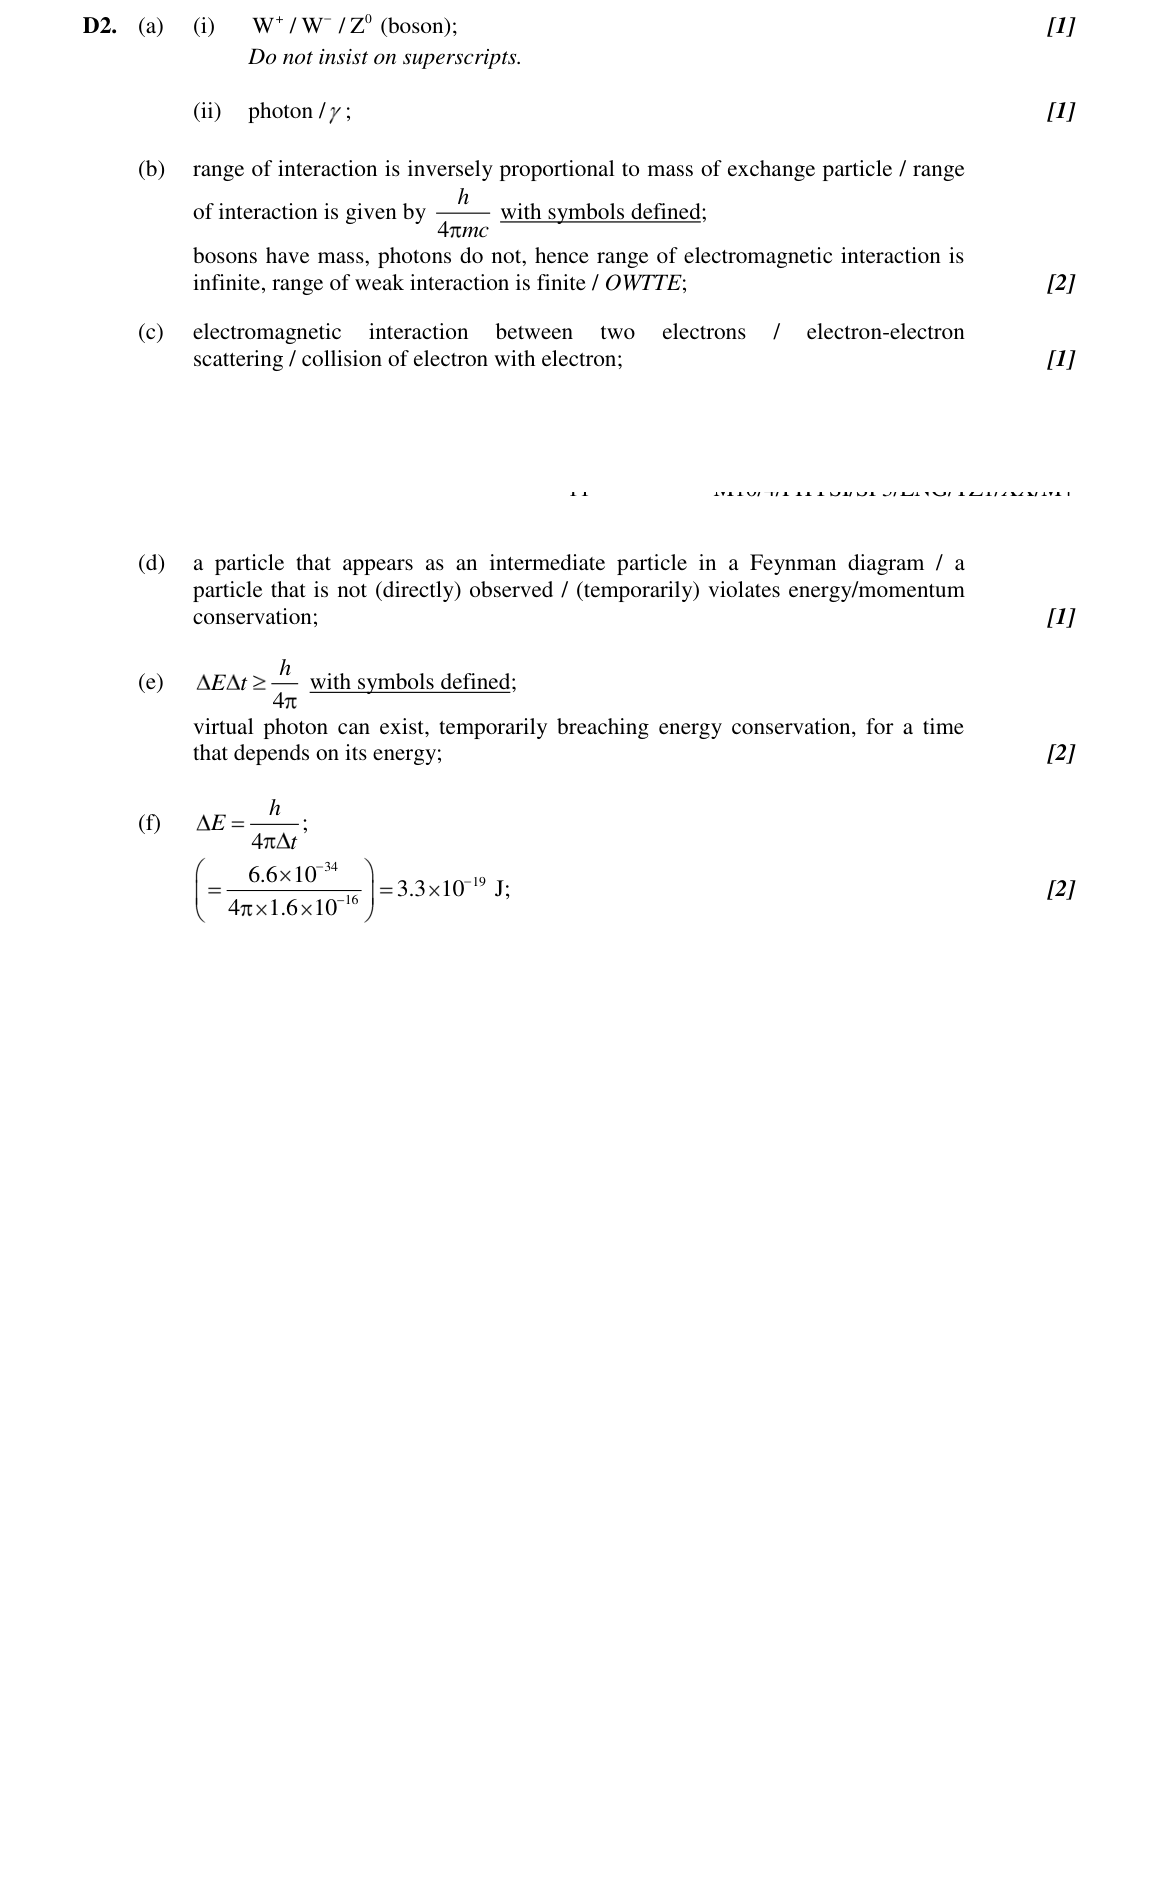 D2. (a) (i) W⁺ / W⁻ / Z⁰ (boson); [1]
Do not insist on superscripts.
(ii) photon / γ ; [1]
(b) range of interaction is inversely proportional to mass of exchange particle / range
of interaction is given by h/4πmc with symbols defined;
bosons have mass, photons do not, hence range of electromagnetic interaction is
infinite, range of weak interaction is finite / OWTTE; [2]
(c) electromagnetic interaction between two electrons / electron-electron
scattering / collision of electron with electron; [1]
(d) a particle that appears as an intermediate particle in a Feynman diagram / a
particle that is not (directly) observed / (temporarily) violates energy/momentum
conservation; [1]
(e) ΔEΔt ≥ h/4π with symbols defined;
virtual photon can exist, temporarily breaching energy conservation, for a time
that depends on its energy; [2]
(f) ΔE = h/4πΔt ;
( = 6.6×10⁻³⁴/4π×1.6×10⁻¹⁶ ) = 3.3×10⁻¹⁹ J; [2]